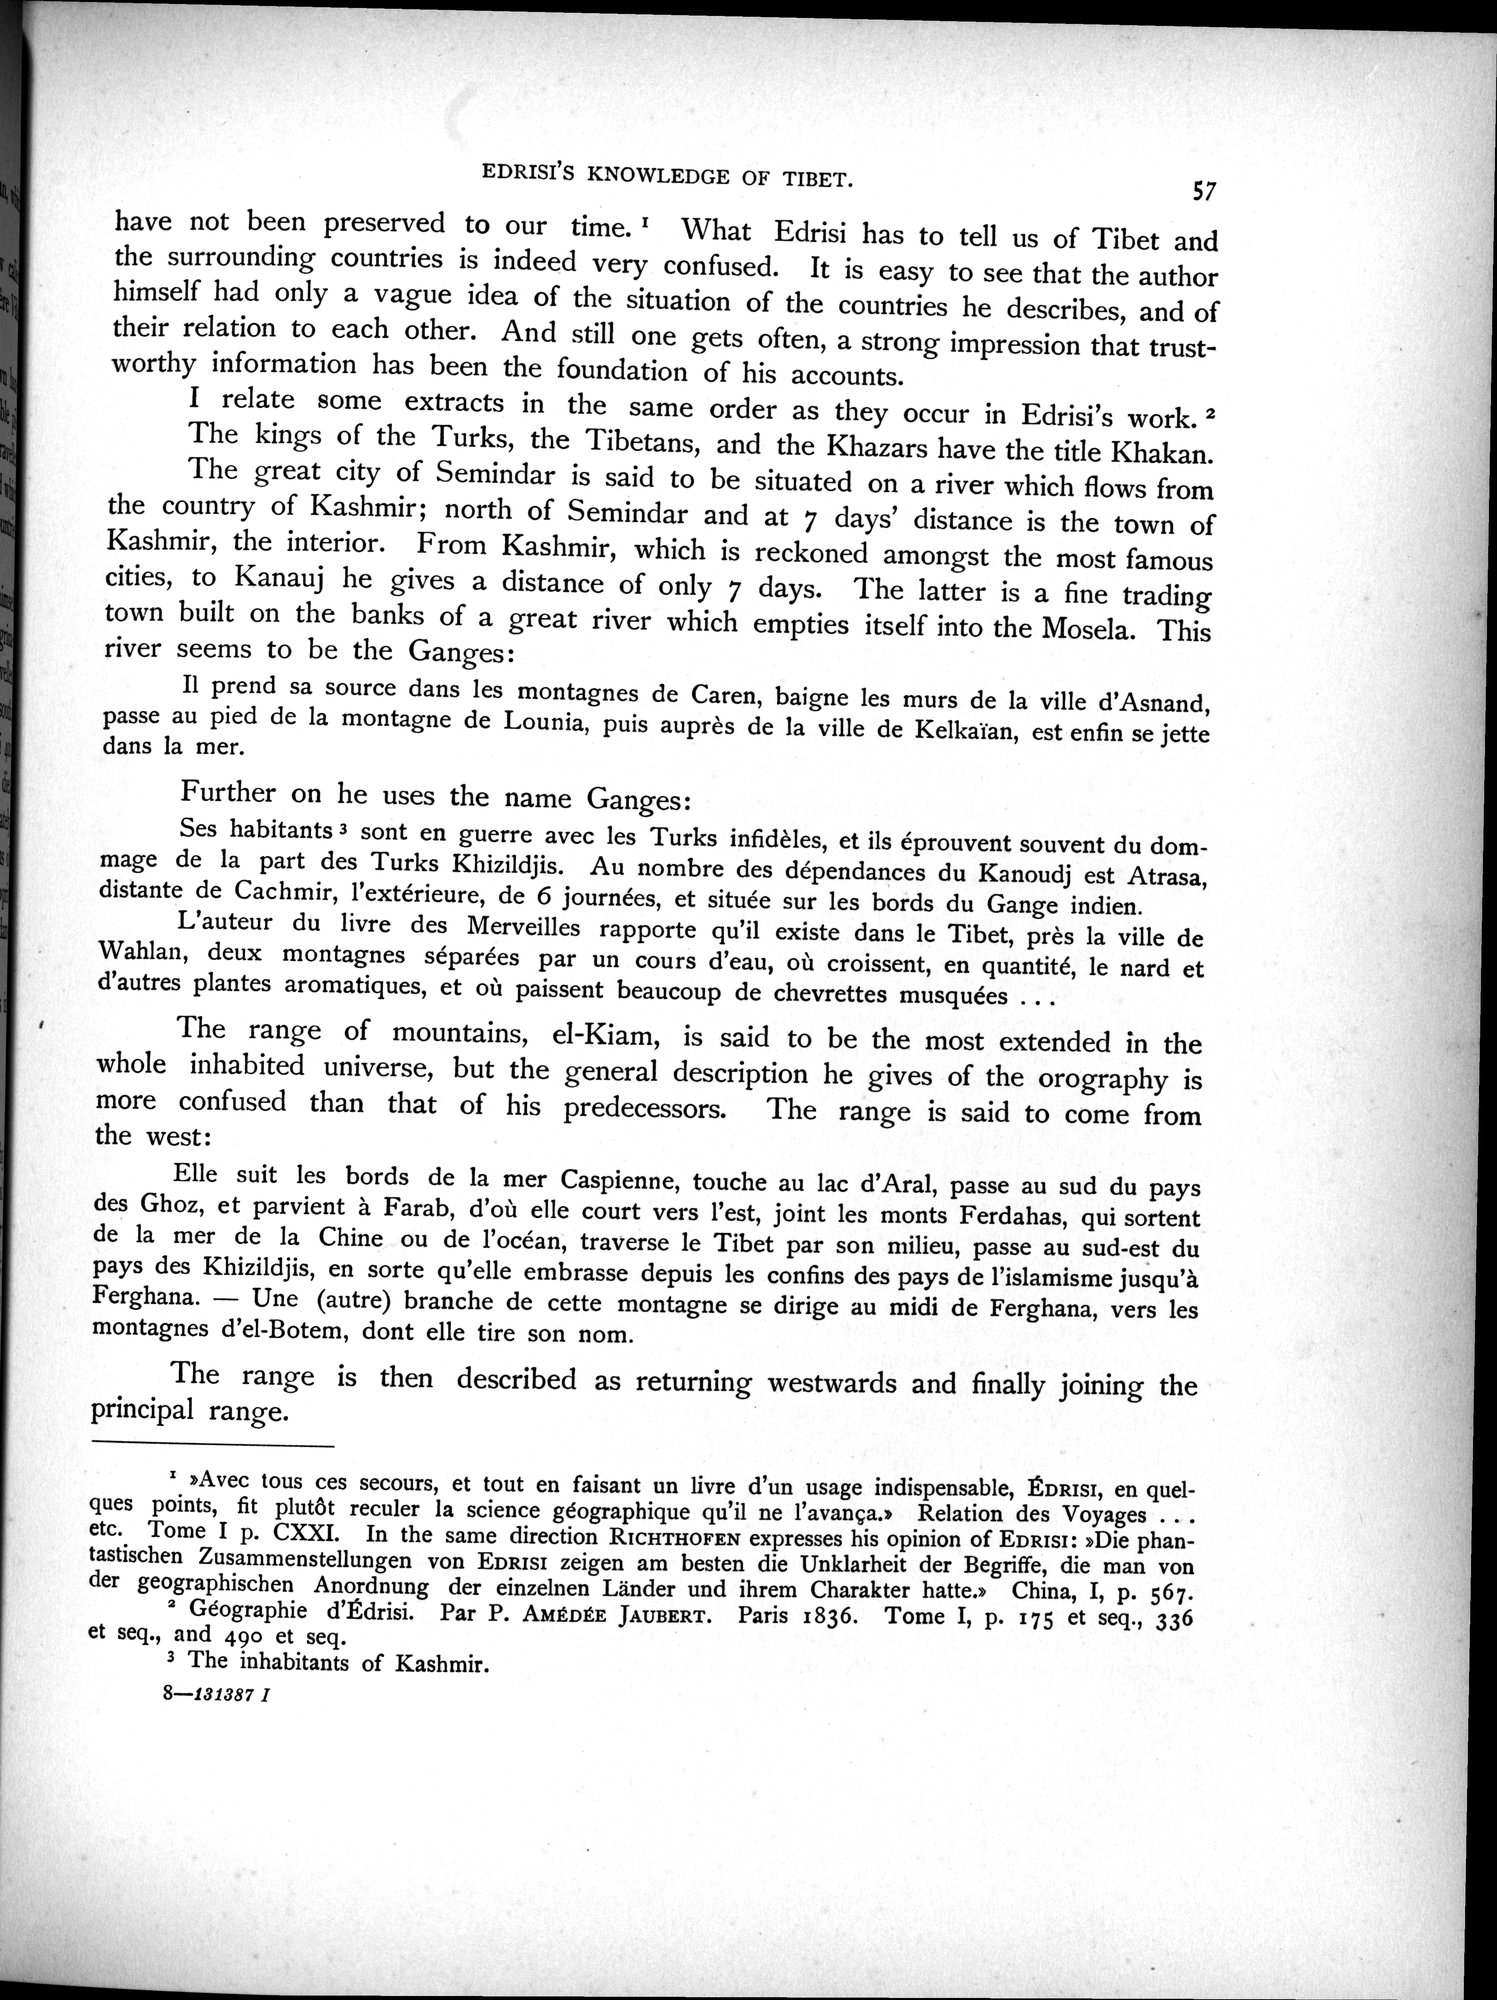 EDRISI'S KNOWLEDGE OF TIBET.
57
have not been preserved to our time. ¹ What Edrisi has to tell us of Tibet and
the surrounding countries is indeed very confused. It is easy to see that the author
himself had only a vague idea of the situation of the countries he describes, and of
their relation to each other. And still one gets often, a strong impression that trust-
worthy information has been the foundation of his accounts.
I relate some extracts in the same order as they occur in Edrisi's work. ²
The kings of the Turks, the Tibetans, and the Khazars have the title Khakan.
The great city of Semindar is said to be situated on a river which flows from
the country of Kashmir; north of Semindar and at 7 days' distance is the town of
Kashmir, the interior. From Kashmir, which is reckoned amongst the most famous
cities, to Kanauj he gives a distance of only 7 days. The latter is a fine trading
town built on the banks of a great river which empties itself into the Mosela. This
river seems to be the Ganges:
Il prend sa source dans les montagnes de Caren, baigne les murs de la ville d'Asnand,
passe au pied de la montagne de Lounia, puis auprès de la ville de Kelkaïan, est enfin se jette
dans la mer.
Further on he uses the name Ganges:
Ses habitants ³ sont en guerre avec les Turks infidèles, et ils éprouvent souvent du dom-
mage de la part des Turks Khizildjis. Au nombre des dépendances du Kanoudj est Atrasa,
distante de Cachmir, l'extérieure, de 6 journées, et située sur les bords du Gange indien.
L'auteur du livre des Merveilles rapporte qu'il existe dans le Tibet, près la ville de
Wahlan, deux montagnes séparées par un cours d'eau, où croissent, en quantité, le nard et
d'autres plantes aromatiques, et où paissent beaucoup de chevrettes musquées . . .
The range of mountains, el-Kiam, is said to be the most extended in the
whole inhabited universe, but the general description he gives of the orography is
more confused than that of his predecessors. The range is said to come from
the west:
Elle suit les bords de la mer Caspienne, touche au lac d'Aral, passe au sud du pays
des Ghoz, et parvient à Farab, d'où elle court vers l'est, joint les monts Ferdahas, qui sortent
de la mer de la Chine ou de l'océan, traverse le Tibet par son milieu, passe au sud-est du
pays des Khizildjis, en sorte qu'elle embrasse depuis les confins des pays de l'islamisme jusqu'à
Ferghana. — Une (autre) branche de cette montagne se dirige au midi de Ferghana, vers les
montagnes d'el-Botem, dont elle tire son nom.
The range is then described as returning westwards and finally joining the
principal range.
¹ »Avec tous ces secours, et tout en faisant un livre d'un usage indispensable, ÉDRISI, en quel-
ques points, fit plutôt reculer la science géographique qu'il ne l'avança.» Relation des Voyages . . .
etc. Tome I p. CXXI. In the same direction RICHTHOFEN expresses his opinion of EDRISI: »Die phan-
tastischen Zusammenstellungen von EDRISI zeigen am besten die Unklarheit der Begriffe, die man von
der geographischen Anordnung der einzelnen Länder und ihrem Charakter hatte.» China, I, p. 567.
² Géographie d'Édrisi. Par P. AMÉDÉE JAUBERT. Paris 1836. Tome I, p. 175 et seq., 336
et seq., and 490 et seq.
³ The inhabitants of Kashmir.
8—131387 I